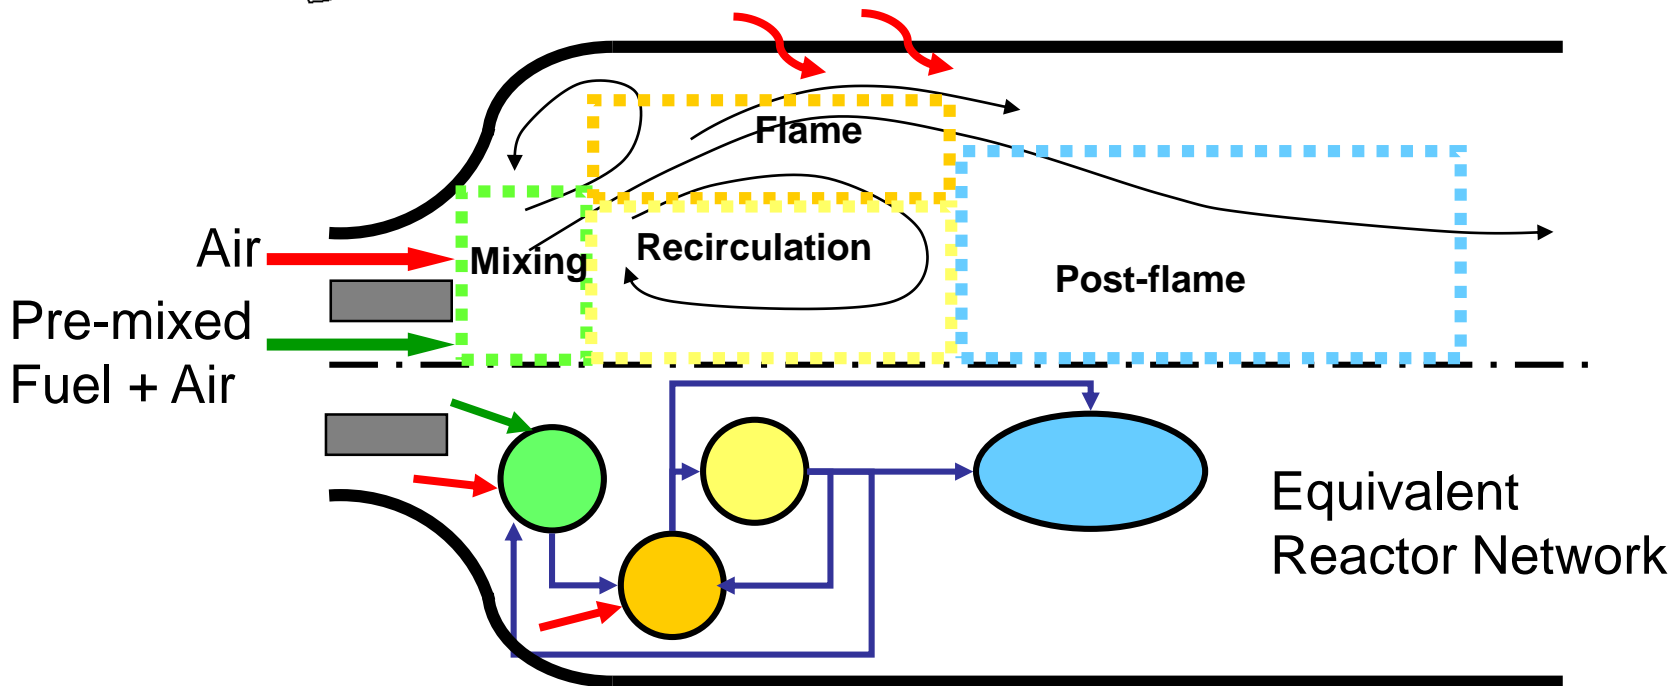 Flame
Air
Mixing
Recirculation
Post-flame
Pre-mixed
Fuel + Air
Equivalent
Reactor Network